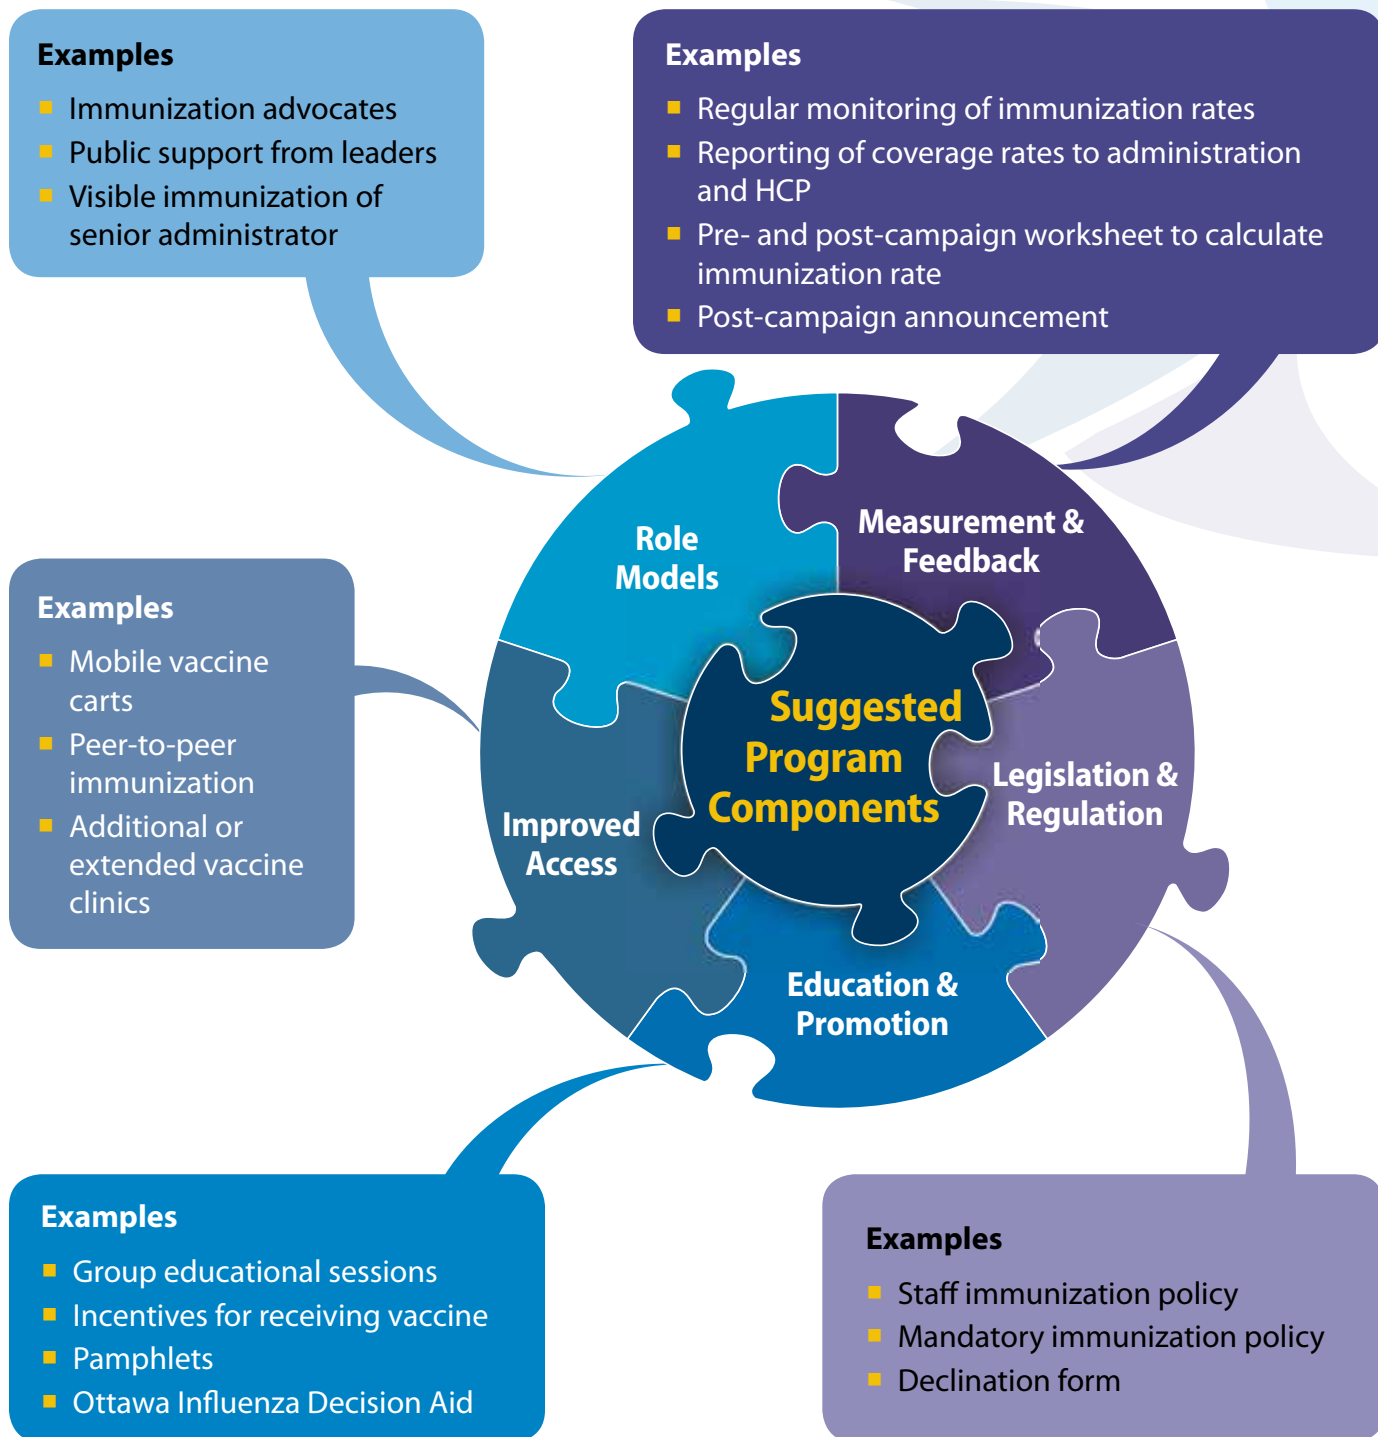 Examples
Immunization advocates
Public support from leaders
Visible immunization of
senior administrator
Examples
Regular monitoring of immunization rates
Reporting of coverage rates to administration
and HCP
Pre- and post-campaign worksheet to calculate
immunization rate
Post-campaign announcement
Role
Models
Measurement &
Feedback
Examples
Mobile vaccine
carts
Peer-to-peer
immunization
Additional or
extended vaccine
clinics
Suggested
Program
Components
Legislation &
Regulation
Improved
Access
Education &
Promotion
Examples
Group educational sessions
Incentives for receiving vaccine
Pamphlets
Ottawa Influenza Decision Aid
Examples
Staff immunization policy
Mandatory immunization policy
Declination form